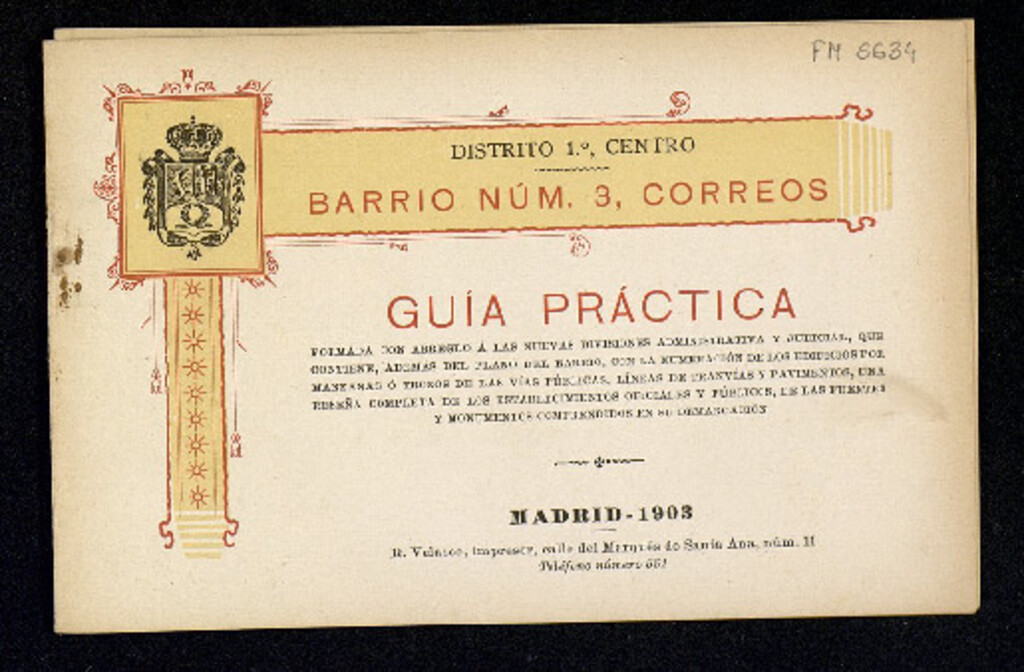 FM 8634
DISTRITO 1.º, CENTRO
BARRIO NÚM. 3, CORREOS
GUÍA PRÁCTICA
FORMADA CON ARREGLO Á LAS NUEVAS DIVISIONES ADMINISTRATIVA Y JUDICIAL, QUE
CONTIENE, ADEMÁS DEL PLANO DEL BARRIO, CON LA NUMERACIÓN DE LOS EDIFICIOS POR
MANZANAS Ó TROZOS DE LAS VÍAS PÚBLICAS, LÍNEAS DE TRANVÍAS Y PAVIMENTOS, UNA
RESEÑA COMPLETA DE LOS ESTABLECIMIENTOS OFICIALES Y PÚBLICOS, DE LAS FUENTES
Y MONUMENTOS COMPRENDIDOS EN SU DEMARCACIÓN
MADRID-1903
R. Velasco, impresor, calle del Marqués de Santa Ana, núm. 11
Teléfono número 551